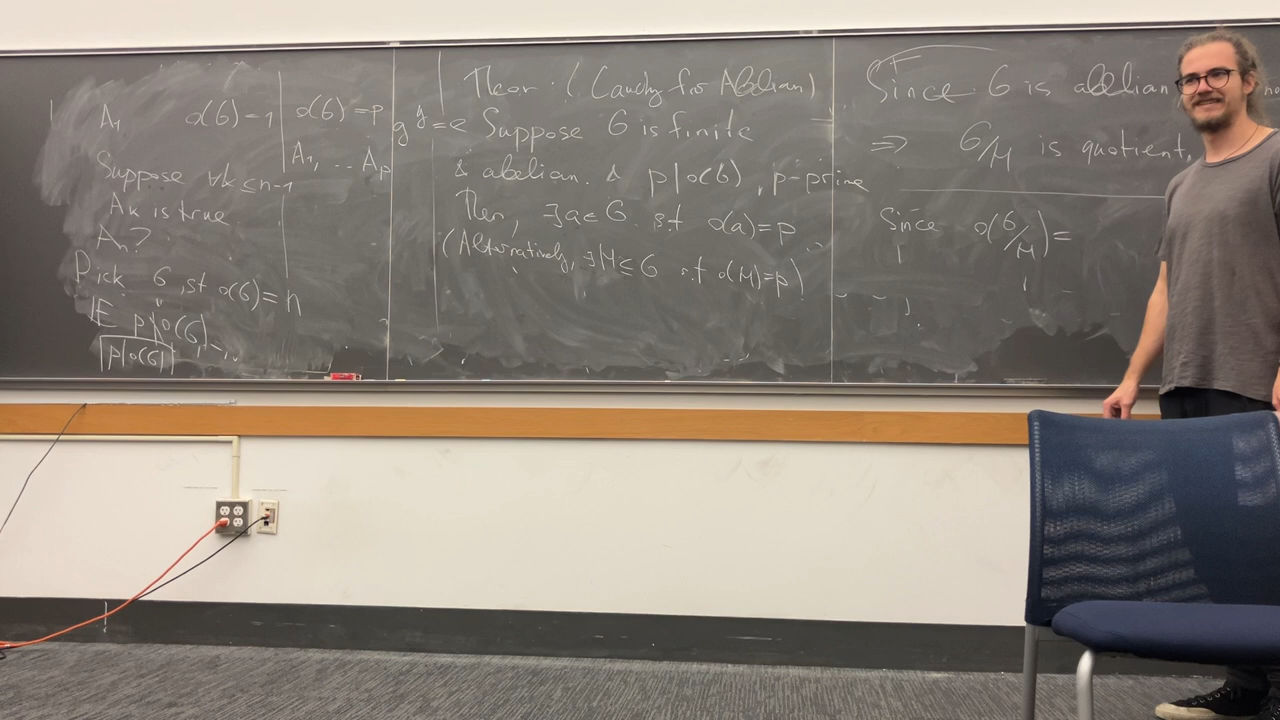 A₁ o(G)=1 o(G)=p
A₁, ... Ap
Suppose ∀k≤n-1
Ak is true
An?
Pick G, st o(G)=n
IF p∤o(G)
p|o(G)
g^g=e
Theor (Cauchy for Abelian)
Suppose G is finite
& abelian. & p|o(G), p-prime
Then, ∃a∈G s.t o(a)=p
(Alternatively, ∃H≤G s.t o(H)=p)
Since G is abelian
⇒ G/H is quotient.
Since o(G/H)=